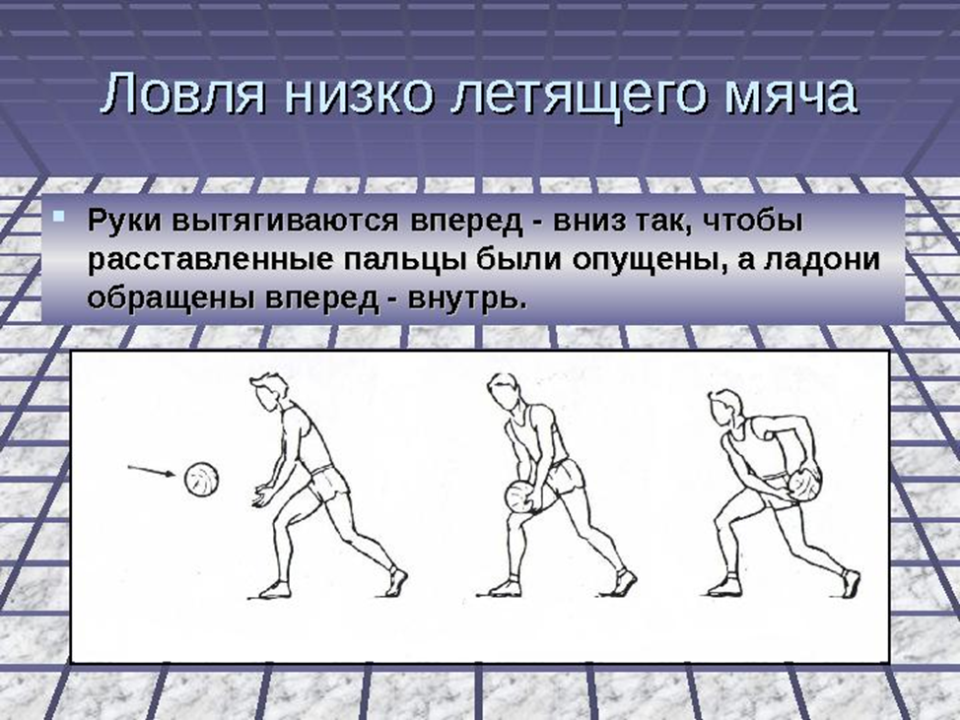 Ловля низко летящего мяча
Руки вытягиваются вперед - вниз так, чтобы
расставленные пальцы были опущены, а ладони
обращены вперед - внутрь.